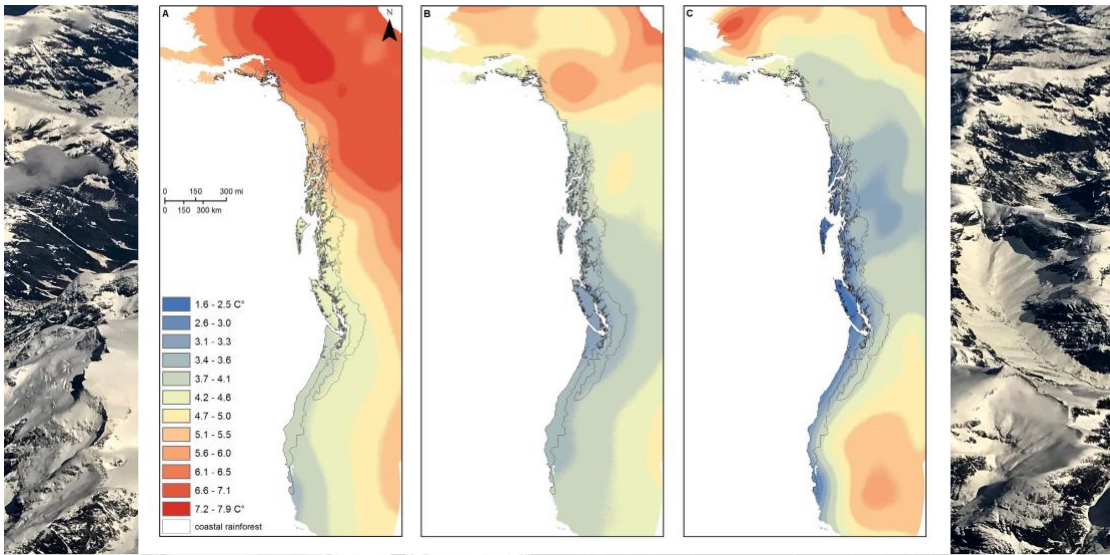 A
N
B
C
0 150 300 mi
0 150 300 km
1.6 - 2.5 C°
2.6 - 3.0
3.1 - 3.3
3.4 - 3.6
3.7 - 4.1
4.2 - 4.6
4.7 - 5.0
5.1 - 5.5
5.6 - 6.0
6.1 - 6.5
6.6 - 7.1
7.2 - 7.9 C°
coastal rainforest